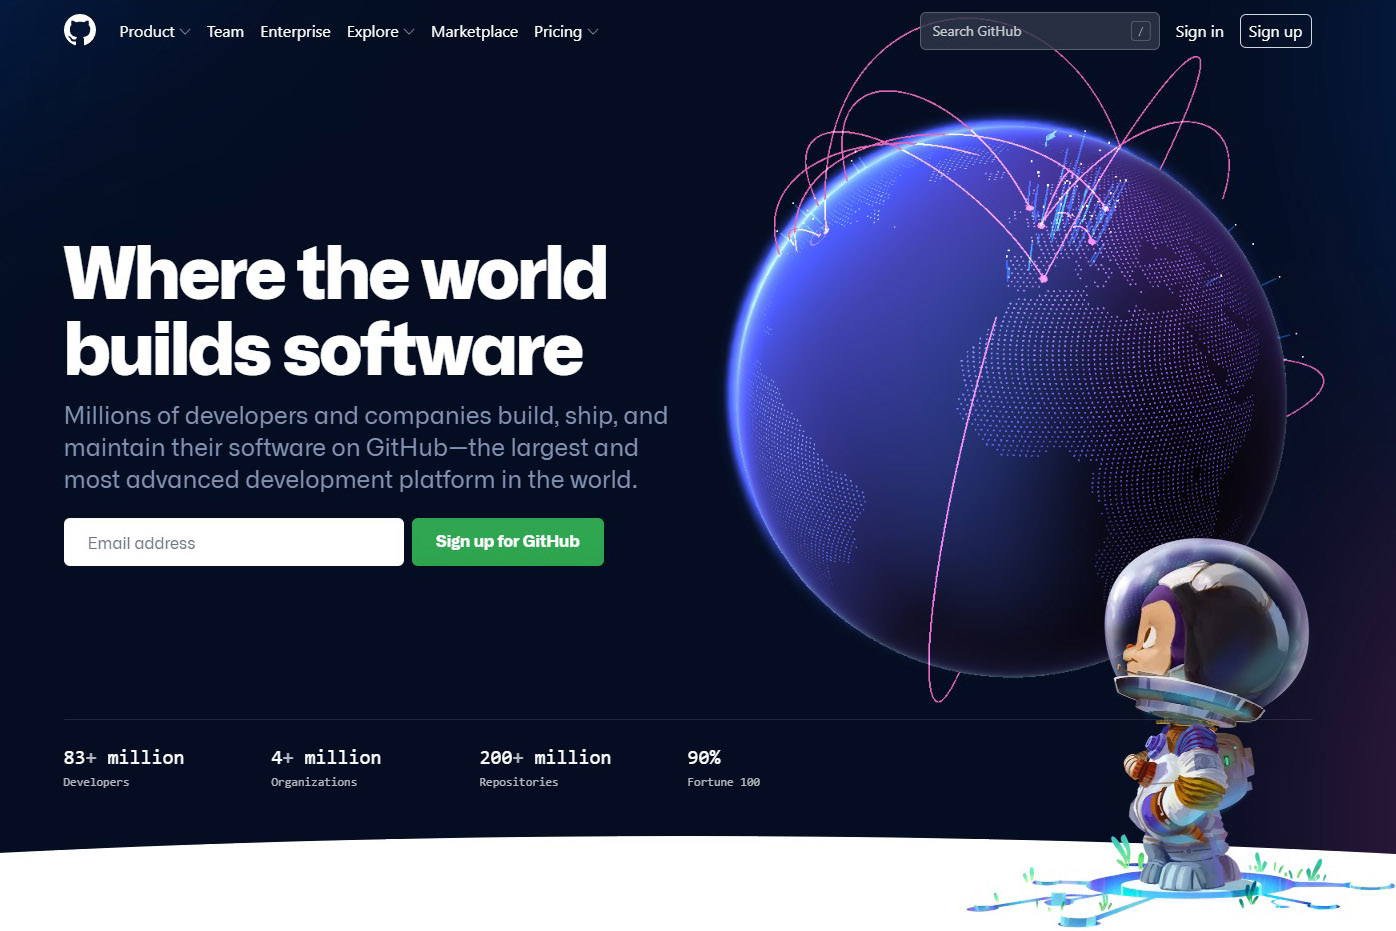 Product
Team
Enterprise
Explore
Marketplace
Pricing
Search GitHub
/
Sign in
Sign up
Where the world
builds software
Millions of developers and companies build, ship, and
maintain their software on GitHub—the largest and
most advanced development platform in the world.
Email address
Sign up for GitHub
83+ million
Developers
4+ million
Organizations
200+ million
Repositories
90%
Fortune 100